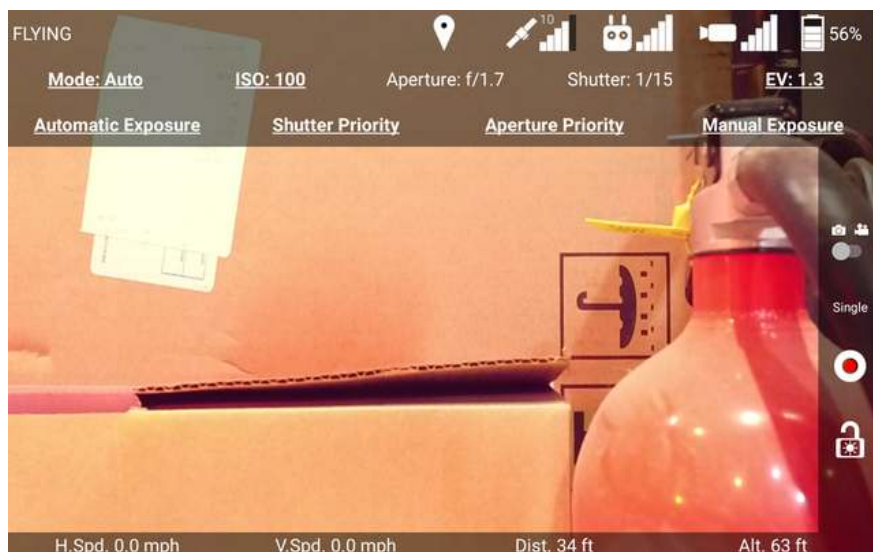 FLYING
10
56%
Mode: Auto
ISO: 100
Aperture: f/1.7
Shutter: 1/15
EV: 1.3
Automatic Exposure
Shutter Priority
Aperture Priority
Manual Exposure
Single
H.Spd. 0.0 mph
V.Spd. 0.0 mph
Dist. 34 ft
Alt. 63 ft